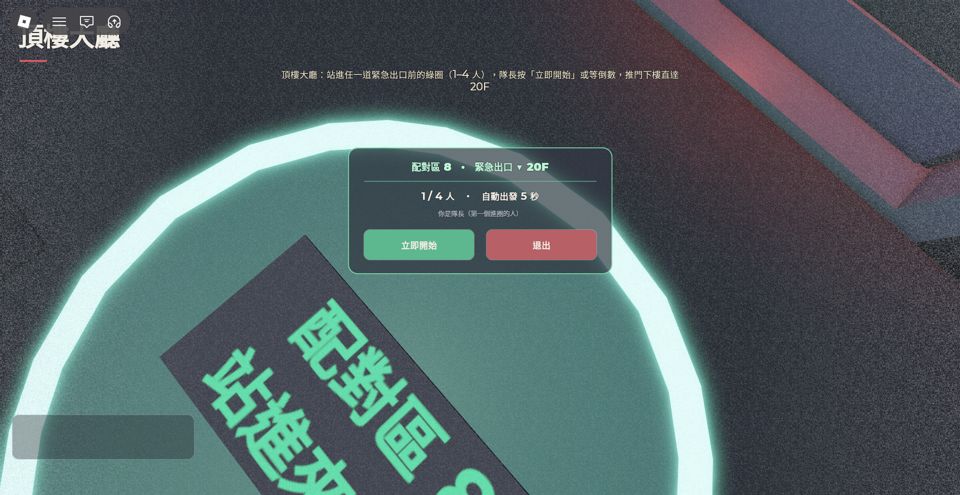 頂樓大廳
頂樓大廳：站進任一道緊急出口前的綠圈（1–4 人），隊長按「立即開始」或等倒數，推門下樓直達
20F
配對區 8 • 緊急出口 ▼ 20F
1 / 4 人 • 自動出發 5 秒
你是隊長（第一個進圈的人）
立即開始
退出
配對區 8
站進來